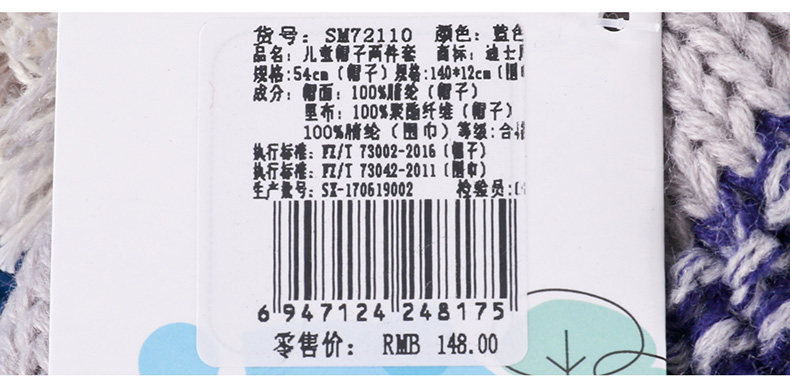 货号: SM72110 颜色: 蓝色
品名: 儿童帽子两件套 商标: 迪士尼
规格:54cm (帽子) 规格:140*12cm (围巾
成分: 帽面: 100%腈纶 (帽子)
里布: 100%聚酯纤维 (帽子)
100%腈纶 (围巾) 等级:合格
执行标准: FZ/T 73002-2016 (帽子)
执行标准: FZ/T 73042-2011 (围巾)
生产批号: SX-170619002 检验员:
6 947124 248175
零售价: RMB 148.00